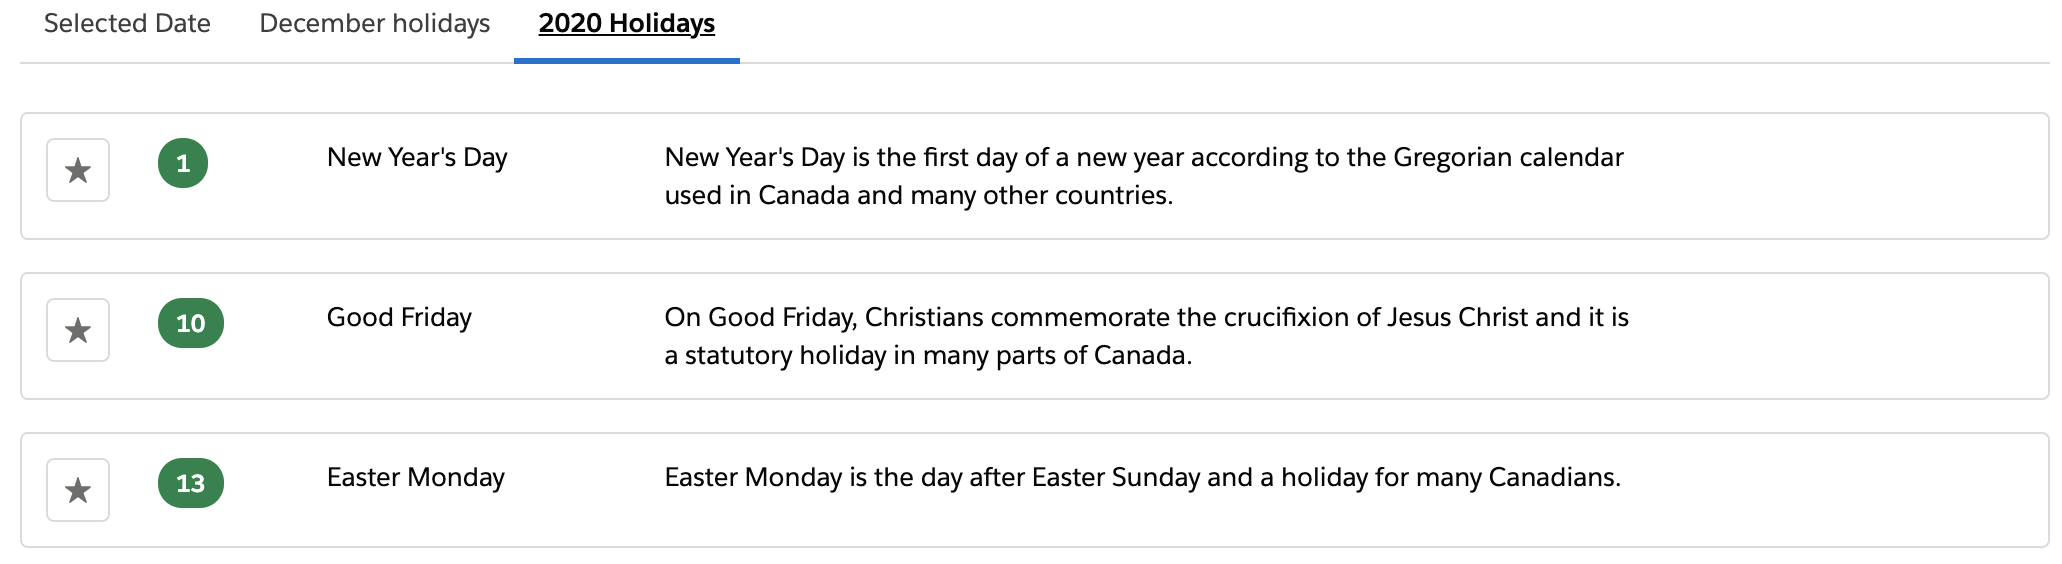 Selected Date December holidays 2020 Holidays
1 New Year's Day New Year's Day is the first day of a new year according to the Gregorian calendar
used in Canada and many other countries.
10 Good Friday On Good Friday, Christians commemorate the crucifixion of Jesus Christ and it is
a statutory holiday in many parts of Canada.
13 Easter Monday Easter Monday is the day after Easter Sunday and a holiday for many Canadians.